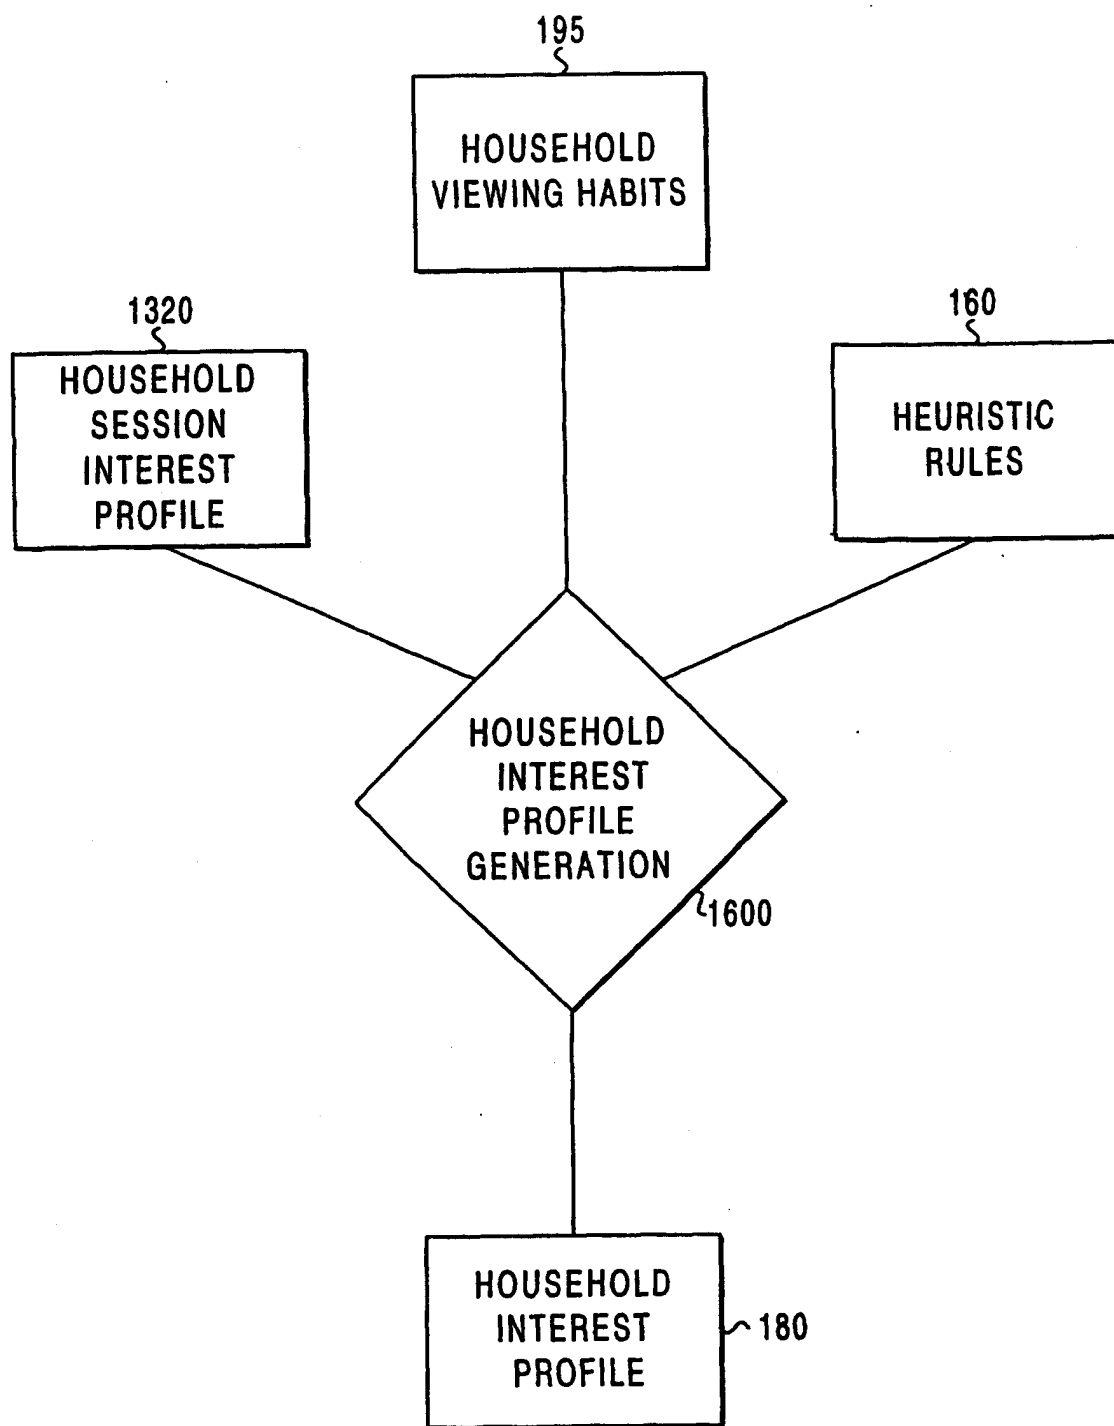 195
HOUSEHOLD
VIEWING HABITS
1320
HOUSEHOLD
SESSION
INTEREST
PROFILE
160
HEURISTIC
RULES
HOUSEHOLD
INTEREST
PROFILE
GENERATION
1600
HOUSEHOLD
INTEREST
PROFILE
180